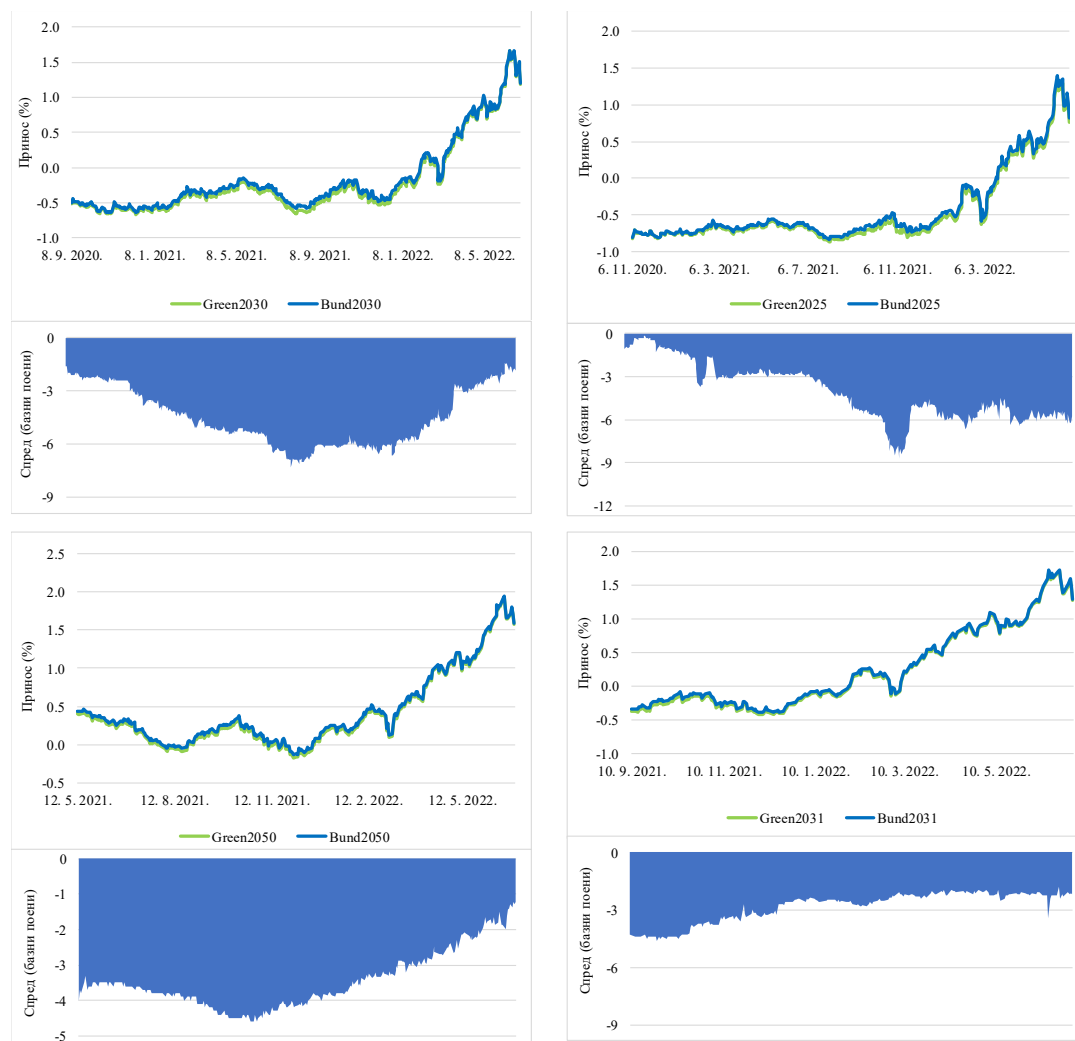 2.0
1.5
1.0
0.5
0.0
-0.5
-1.0
Принос (%)
8. 9. 2020.
8. 1. 2021.
8. 5. 2021.
8. 9. 2021.
8. 1. 2022.
8. 5. 2022.
Green2030
Bund2030
0
-3
-6
-9
Спред (базни поени)
2.0
1.5
1.0
0.5
0.0
-0.5
-1.0
Принос (%)
6. 11. 2020.
6. 3. 2021.
6. 7. 2021.
6. 11. 2021.
6. 3. 2022.
Green2025
Bund2025
0
-3
-6
-9
-12
Спред (базни поени)
2.5
2.0
1.5
1.0
0.5
0.0
-0.5
Принос (%)
12. 5. 2021.
12. 8. 2021.
12. 11. 2021.
12. 2. 2022.
12. 5. 2022.
Green2050
Bund2050
0
-1
-2
-3
-4
-5
Спред (базни поени)
2.0
1.5
1.0
0.5
0.0
-0.5
-1.0
Принос (%)
10. 9. 2021.
10. 11. 2021.
10. 1. 2022.
10. 3. 2022.
10. 5. 2022.
Green2031
Bund2031
0
-3
-6
-9
Спред (базни поени)